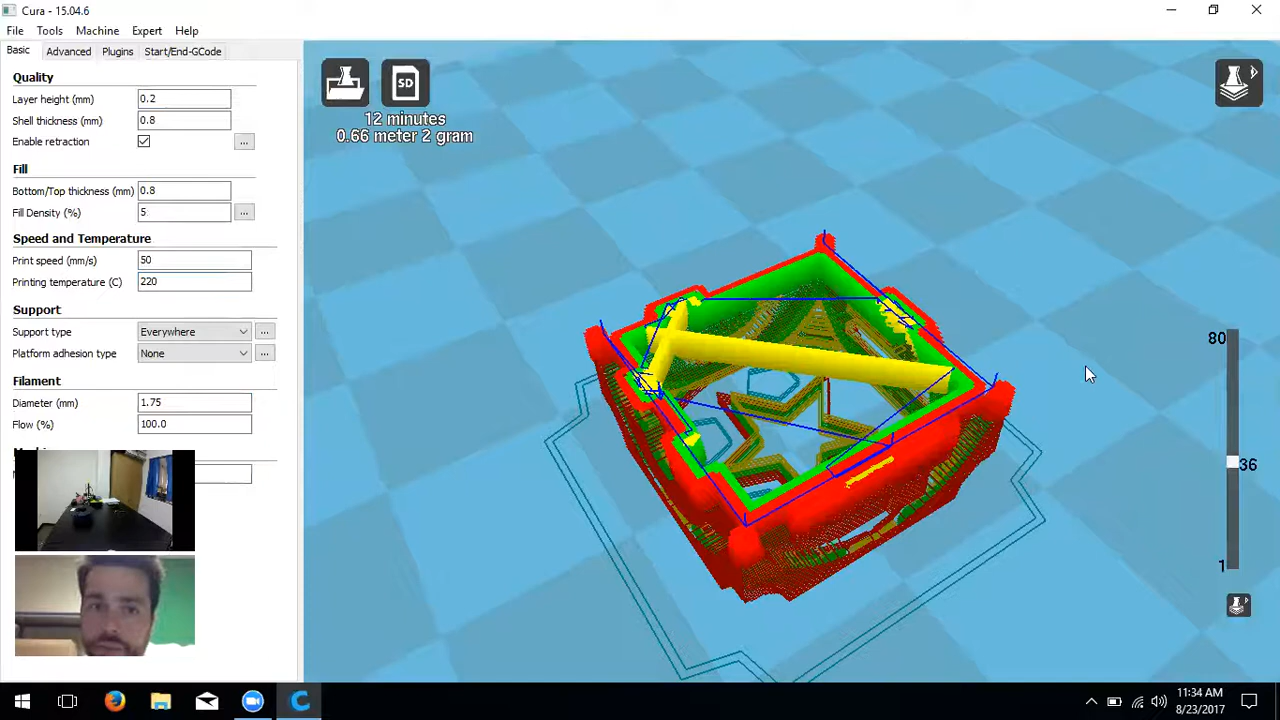 Cura - 15.04.6
File Tools Machine Expert Help
Basic Advanced Plugins Start/End-GCode
Quality
Layer height (mm) 0.2
Shell thickness (mm) 0.8
Enable retraction ...
Fill
Bottom/Top thickness (mm) 0.8
Fill Density (%) 5 ...
Speed and Temperature
Print speed (mm/s) 50
Printing temperature (C) 220
Support
Support type Everywhere ...
Platform adhesion type None ...
Filament
Diameter (mm) 1.75
Flow (%) 100.0
SD
12 minutes
0.66 meter 2 gram
80
36
1
11:34 AM
8/23/2017